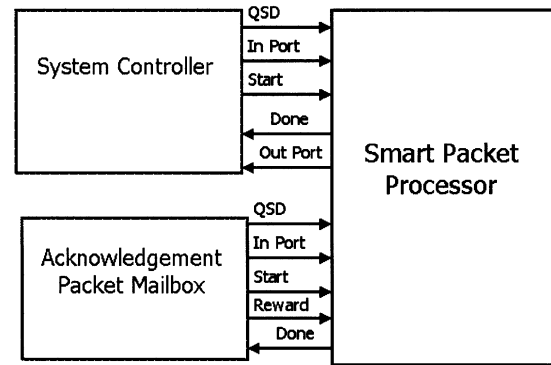 QSD
In Port
System Controller
Start
Done
Out Port
Smart Packet
Processor
QSD
In Port
Acknowledgement
Packet Mailbox
Start
Reward
Done